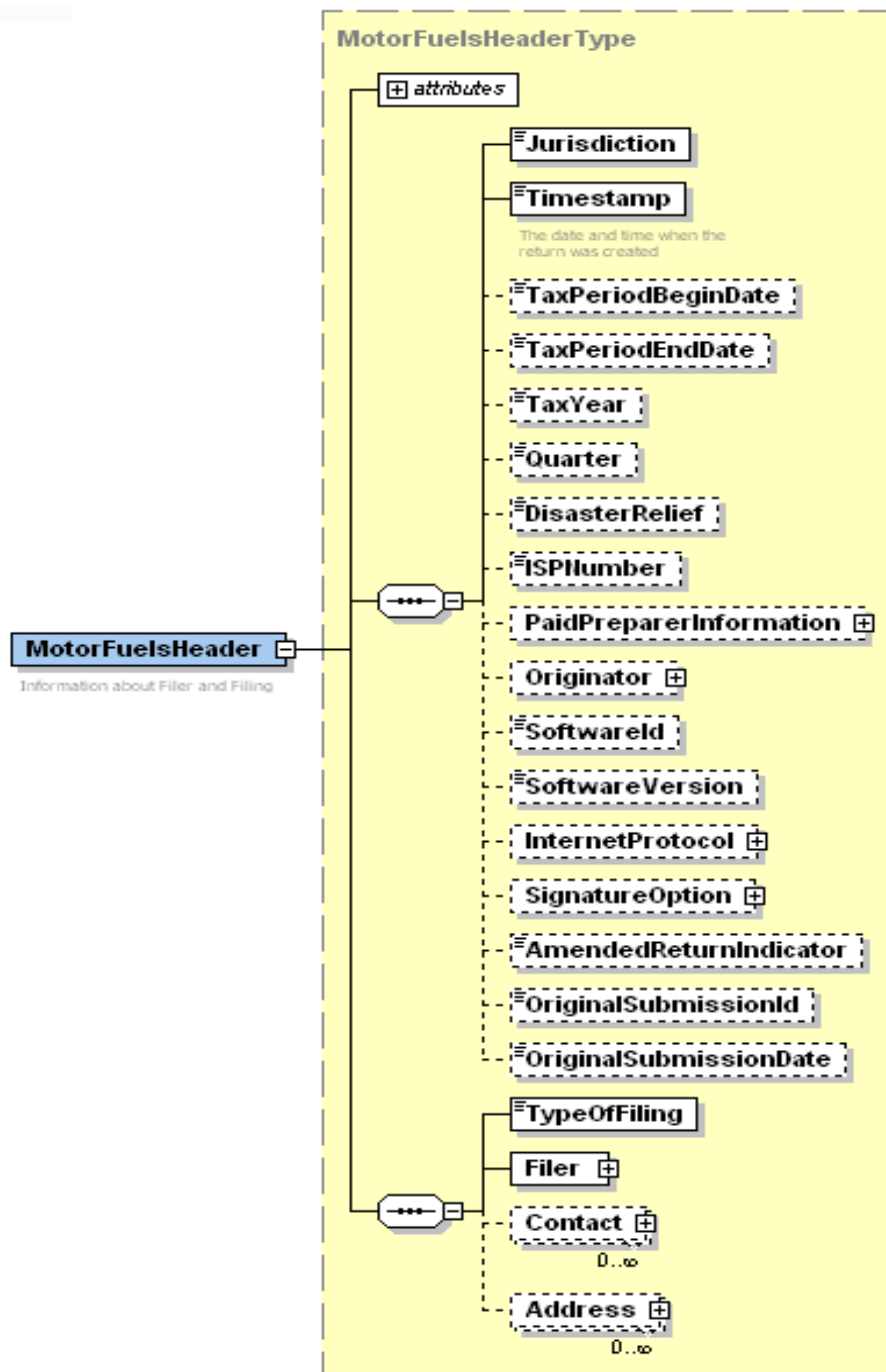 MotorFuelsHeaderType
attributes
Jurisdiction
Timestamp
The date and time when the
return was created
TaxPeriodBeginDate
TaxPeriodEndDate
TaxYear
Quarter
DisasterRelief
ISPNumber
PaidPreparerInformation
MotorFuelsHeader
Information about Filer and Filing
Originator
SoftwareId
SoftwareVersion
InternetProtocol
SignatureOption
AmendedReturnIndicator
OriginalSubmissionId
OriginalSubmissionDate
TypeOfFiling
Filer
Contact
0..∞
Address
0..∞